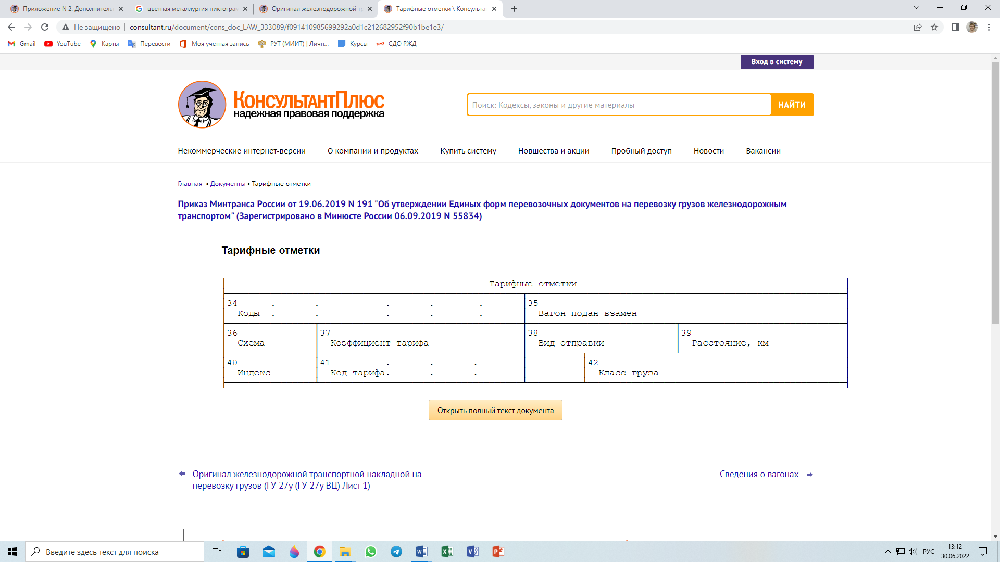 Приложение N 2. Дополнитель
цветная металлургия пиктограм
Оригинал железнодорожной тр
Тарифные отметки \ Консультан
Не защищено
consultant.ru/document/cons_doc_LAW_333089/f091410985699292a0d1c212682952f90b1be1e3/
Gmail
YouTube
Карты
Перевести
Моя учетная запись
РУТ (МИИТ) | Личн...
Курсы
СДО РЖД
Вход в систему
КонсультантПлюс
надежная правовая поддержка
Поиск: Кодексы, законы и другие материалы
НАЙТИ
Некоммерческие интернет-версии
О компании и продуктах
Купить систему
Новшества и акции
Пробный доступ
Новости
Вакансии
Главная • Документы • Тарифные отметки
Приказ Минтранса России от 19.06.2019 N 191 "Об утверждении Единых форм перевозочных документов на перевозку грузов железнодорожным
транспортом" (Зарегистрировано в Минюсте России 06.09.2019 N 55834)
Тарифные отметки
Тарифные отметки
34 . . . . .
Коды . . . . .
35
Вагон подан взамен
36
Схема
37
Коэффициент тарифа
38
Вид отправки
39
Расстояние, км
40
Индекс
41 . . .
Код тарифа. . .
42
Класс груза
Открыть полный текст документа
Оригинал железнодорожной транспортной накладной на
перевозку грузов (ГУ-27у (ГУ-27у ВЦ) Лист 1)
Сведения о вагонах
Введите здесь текст для поиска
РУС
13:12
30.06.2022